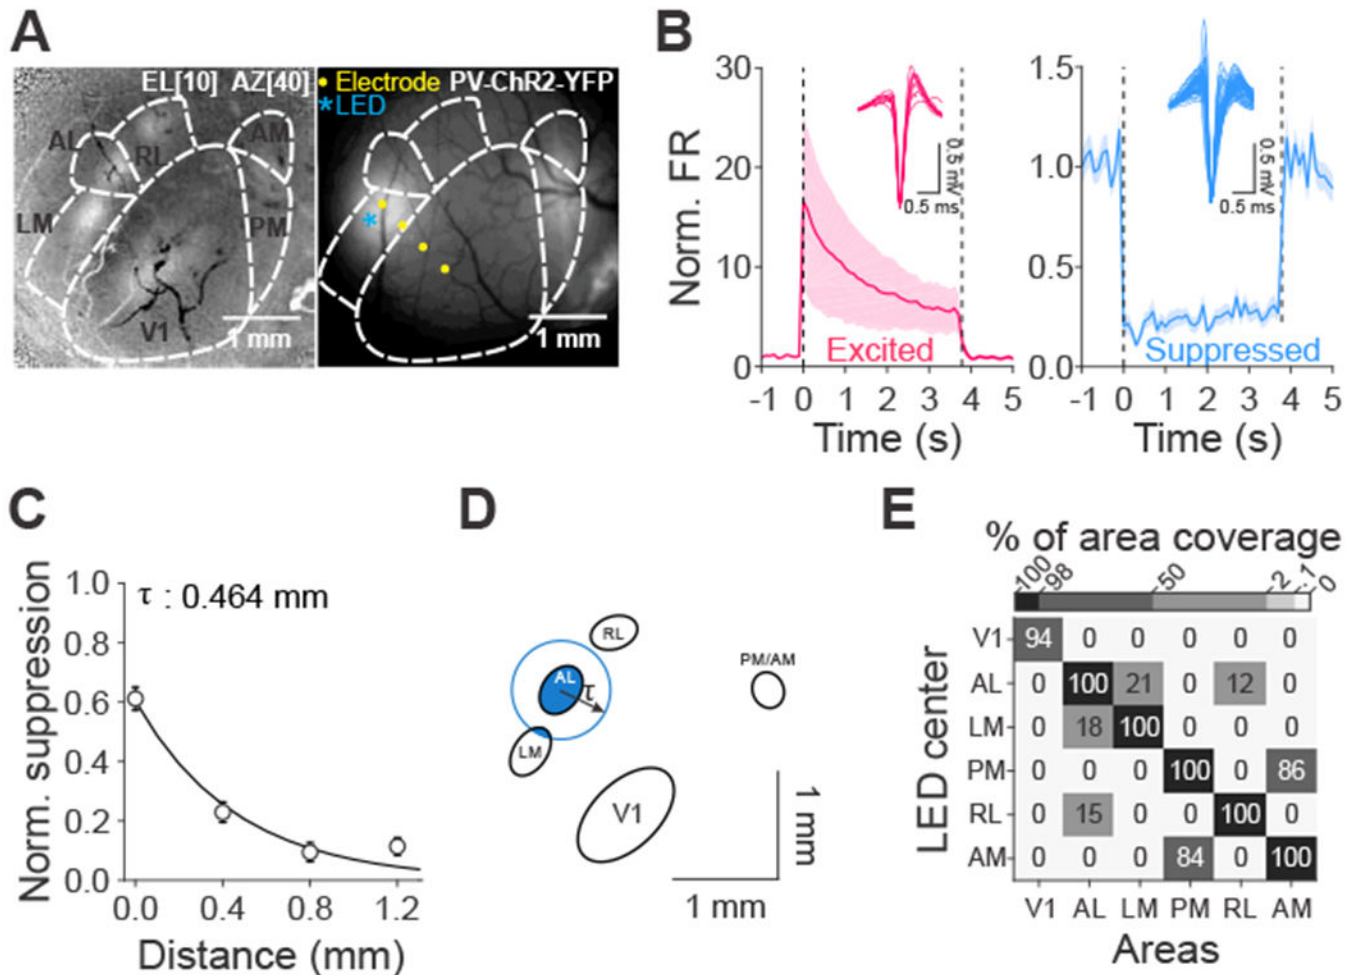 A
EL[10] AZ[40]
AL
RL
AM
LM
PM
V1
1 mm
Electrode PV-ChR2-YFP
*LED
1 mm
B
Norm. FR
30
20
10
0
0.5 mV
0.5 ms
Excited
-1 0 1 2 3 4 5
Time (s)
1.5
1.0
0.5
0.0
0.5 mV
0.5 ms
Suppressed
-1 0 1 2 3 4 5
Time (s)
C
Norm. suppression
1.0
0.8
0.6
0.4
0.2
0.0
τ : 0.464 mm
0.0 0.4 0.8 1.2
Distance (mm)
D
RL
AL
τ
LM
V1
PM/AM
1 mm
1 mm
E
% of area coverage
100 98 50 2 .1 0
LED center
V1 94 0 0 0 0 0
AL 0 100 21 0 12 0
LM 0 18 100 0 0 0
PM 0 0 0 100 0 86
RL 0 15 0 0 100 0
AM 0 0 0 84 0 100
V1 AL LM PM RL AM
Areas